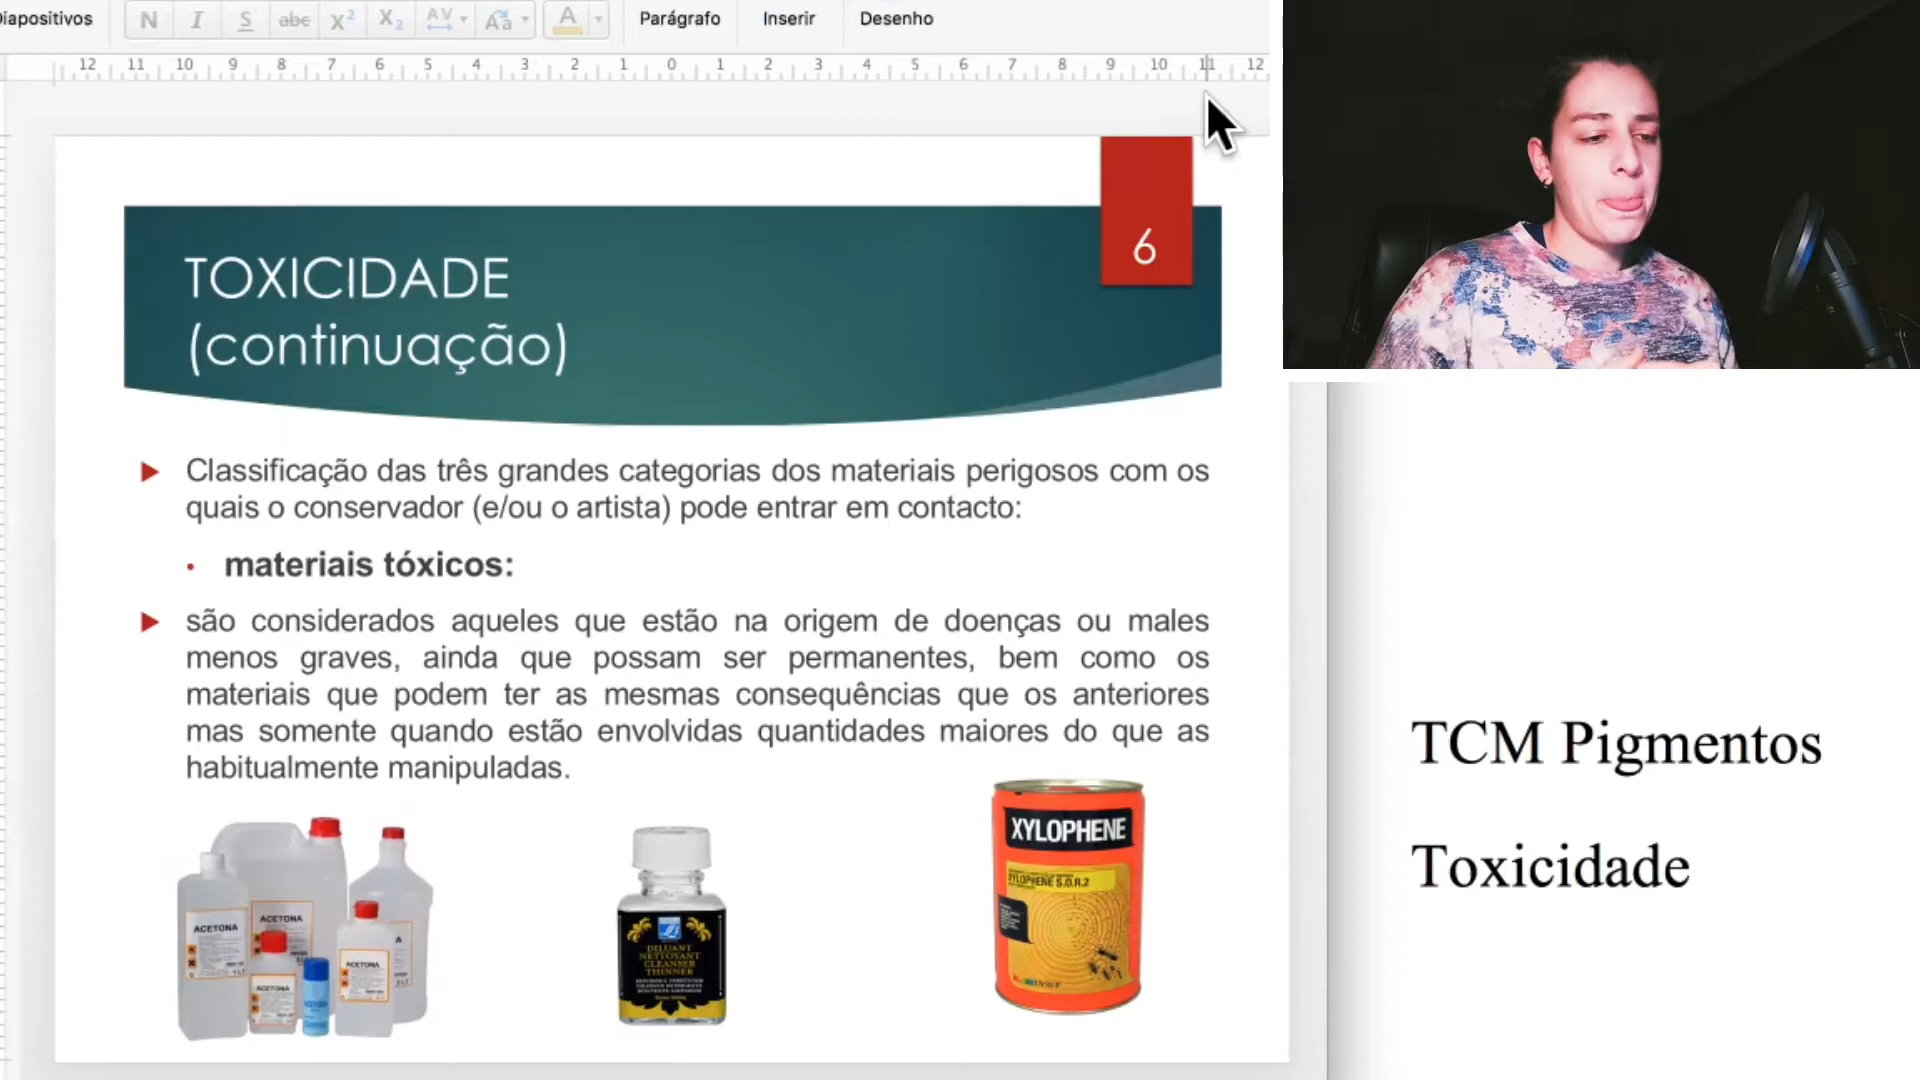 Diapositivos
N I S abc X² X₂ AV Aa A
Parágrafo
Inserir
Desenho
12 11 10 9 8 7 6 5 4 3 2 1 0 1 2 3 4 5 6 7 8 9 10 11 12
6
TOXICIDADE
(continuação)
Classificação das três grandes categorias dos materiais perigosos com os
quais o conservador (e/ou o artista) pode entrar em contacto:
• materiais tóxicos:
são considerados aqueles que estão na origem de doenças ou males
menos graves, ainda que possam ser permanentes, bem como os
materiais que podem ter as mesmas consequências que os anteriores
mas somente quando estão envolvidas quantidades maiores do que as
habitualmente manipuladas.
ACETONA
ACETONA
ACETONA
ACETONA
ACETONA
DILUANT
NETTOYANT
CLEANSER
THINNER
XYLOPHENE
XYLOPHENE S.O.R.2
TCM Pigmentos
Toxicidade